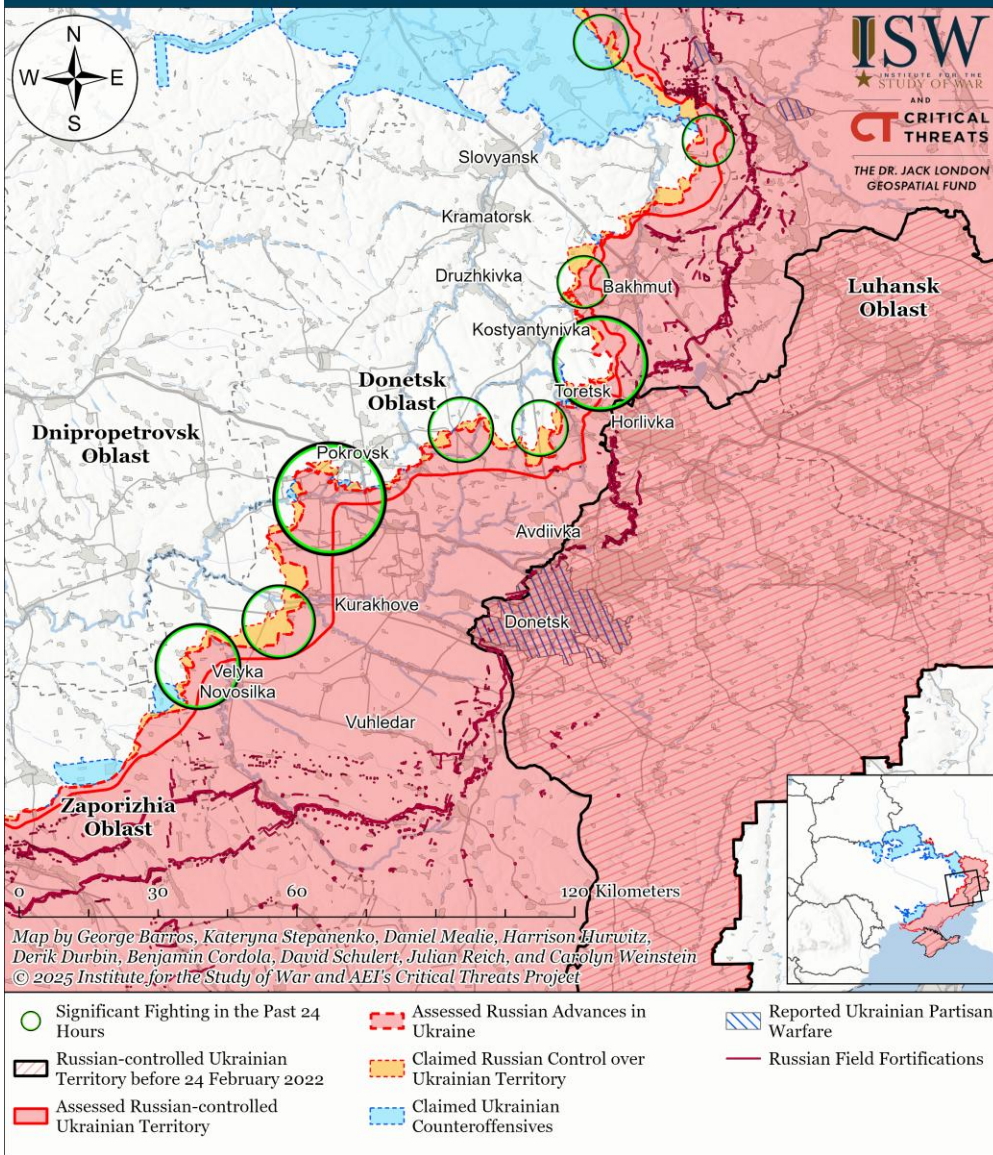 N
W E
S
ISW
INSTITUTE FOR THE
STUDY OF WAR
AND
CT CRITICAL
THREATS
THE DR. JACK LONDON
GEOSPATIAL FUND
Slovyansk
Kramatorsk
Druzhkivka
Bakhmut
Luhansk
Oblast
Kostyantynivka
Donetsk
Oblast
Toretsk
Horlivka
Dnipropetrovsk
Oblast
Pokrovsk
Avdiivka
Kurakhove
Donetsk
Velyka
Novosilka
Vuhledar
Zaporizhia
Oblast
0 30 60 120 Kilometers
Map by George Barros, Kateryna Stepanenko, Daniel Mealie, Harrison Hurwitz,
Derik Durbin, Benjamin Cordola, David Schulert, Julian Reich, and Carolyn Weinstein
© 2025 Institute for the Study of War and AEI's Critical Threats Project
Significant Fighting in the Past 24
Hours
Russian-controlled Ukrainian
Territory before 24 February 2022
Assessed Russian-controlled
Ukrainian Territory
Assessed Russian Advances in
Ukraine
Claimed Russian Control over
Ukrainian Territory
Claimed Ukrainian
Counteroffensives
Reported Ukrainian Partisan
Warfare
Russian Field Fortifications